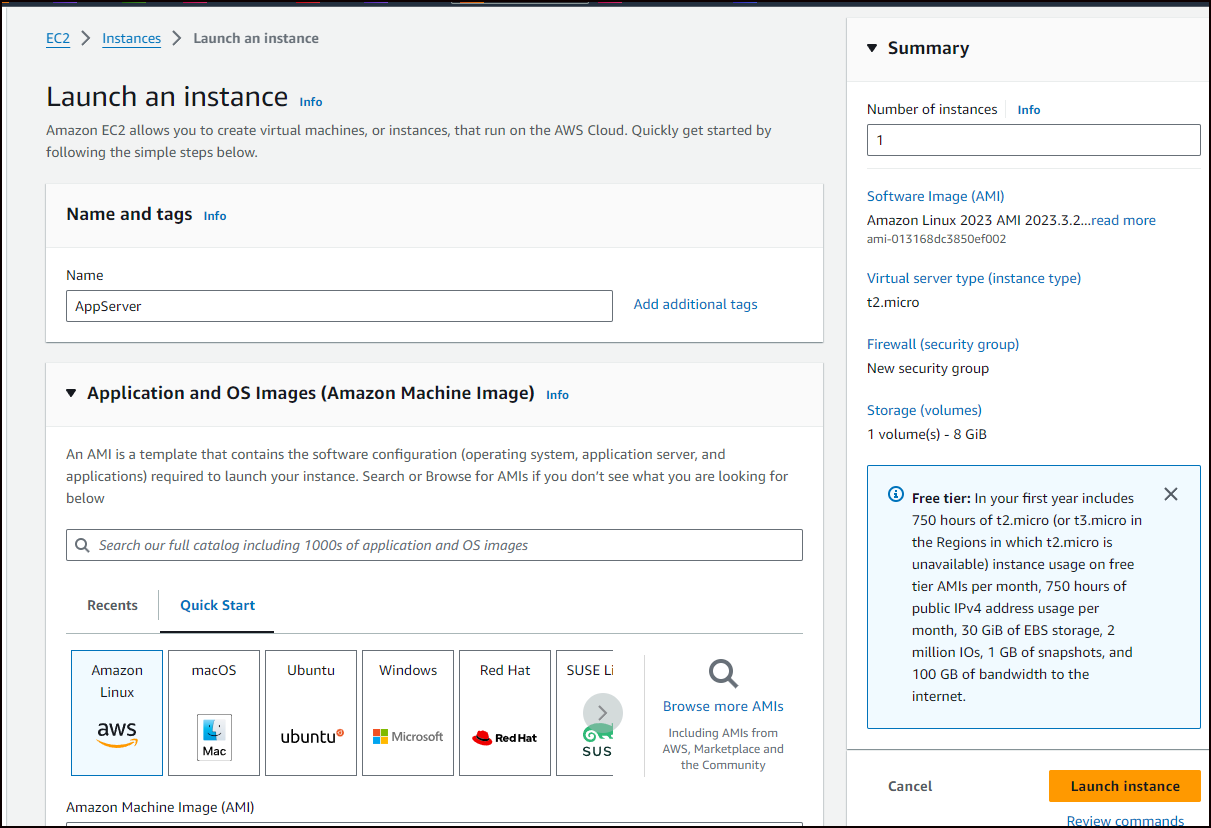 EC2 > Instances > Launch an instance
Launch an instance Info
Amazon EC2 allows you to create virtual machines, or instances, that run on the AWS Cloud. Quickly get started by
following the simple steps below.
Name and tags Info
Name
AppServer
Add additional tags
Application and OS Images (Amazon Machine Image) Info
An AMI is a template that contains the software configuration (operating system, application server, and
applications) required to launch your instance. Search or Browse for AMIs if you don't see what you are looking for
below
Search our full catalog including 1000s of application and OS images
Recents
Quick Start
Amazon
Linux
aws
macOS
Mac
Ubuntu
ubuntu
Windows
Microsoft
Red Hat
Red Hat
SUSE Li
SUS
Browse more AMIs
Including AMIs from
AWS, Marketplace and
the Community
Amazon Machine Image (AMI)
Summary
Number of instances Info
1
Software Image (AMI)
Amazon Linux 2023 AMI 2023.3.2...read more
ami-013168dc3850ef002
Virtual server type (instance type)
t2.micro
Firewall (security group)
New security group
Storage (volumes)
1 volume(s) - 8 GiB
Free tier: In your first year includes
750 hours of t2.micro (or t3.micro in
the Regions in which t2.micro is
unavailable) instance usage on free
tier AMIs per month, 750 hours of
public IPv4 address usage per
month, 30 GiB of EBS storage, 2
million IOs, 1 GB of snapshots, and
100 GB of bandwidth to the
internet.
Cancel
Launch instance
Review commands